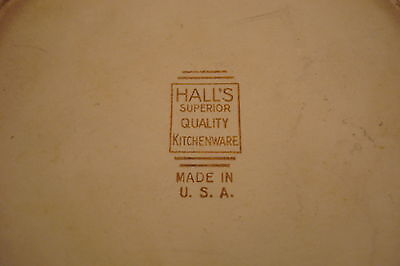 HALL'S
SUPERIOR
QUALITY
KITCHENWARE
MADE IN
U. S. A.